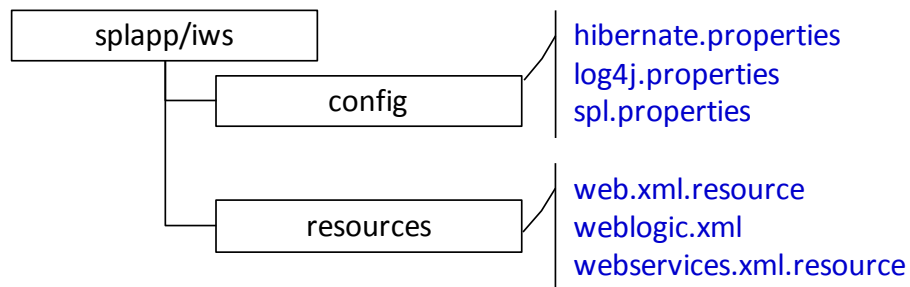 splapp/iws
config
hibernate.properties
log4j.properties
spl.properties
resources
web.xml.resource
weblogic.xml
webservices.xml.resource